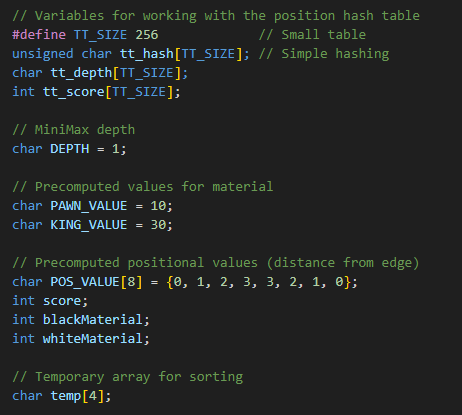 // Variables for working with the position hash table
#define TT_SIZE 256 // Small table
unsigned char tt_hash[TT_SIZE]; // Simple hashing
char tt_depth[TT_SIZE];
int tt_score[TT_SIZE];

// MiniMax depth
char DEPTH = 1;

// Precomputed values for material
char PAWN_VALUE = 10;
char KING_VALUE = 30;

// Precomputed positional values (distance from edge)
char POS_VALUE[8] = {0, 1, 2, 3, 3, 2, 1, 0};
int score;
int blackMaterial;
int whiteMaterial;

// Temporary array for sorting
char temp[4];